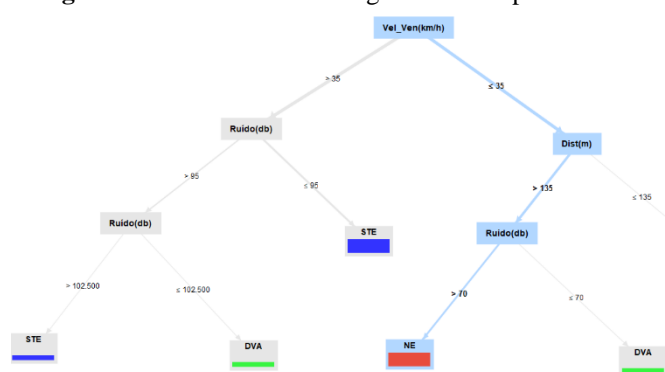 Vel_Ven(km/h)
> 35
≤ 35
Ruido(db)
Dist(m)
> 95
≤ 95
> 135
≤ 135
Ruido(db)
STE
Ruido(db)
> 102.500
≤ 102.500
> 70
≤ 70
STE
DVA
NE
DVA